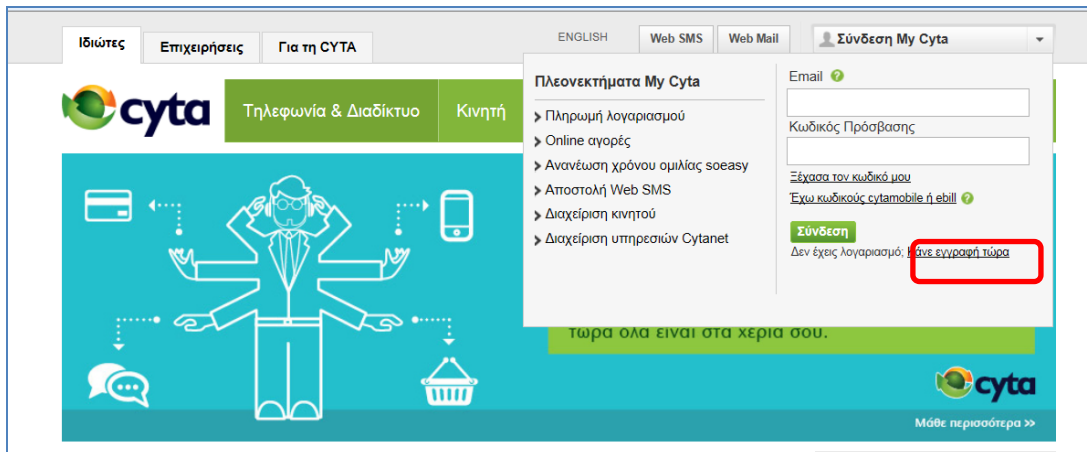 Ιδιώτες
Επιχειρήσεις
Για τη CYTA
ENGLISH
Web SMS
Web Mail
Σύνδεση My Cyta
cyta
Τηλεφωνία & Διαδίκτυο
Κινητή
Πλεονεκτήματα My Cyta
Πληρωμή λογαριασμού
Online αγορές
Ανανέωση χρόνου ομιλίας soeasy
Αποστολή Web SMS
Διαχείριση κινητού
Διαχείριση υπηρεσιών Cytanet
Email
Κωδικός Πρόσβασης
Ξέχασα τον κωδικό μου
Έχω κωδικούς cytamobile ή ebill
Σύνδεση
Δεν έχεις λογαριασμό; Κάνε εγγραφή τώρα
τώρα όλα είναι στα χέρια σου.
cyta
Μάθε περισσότερα >>